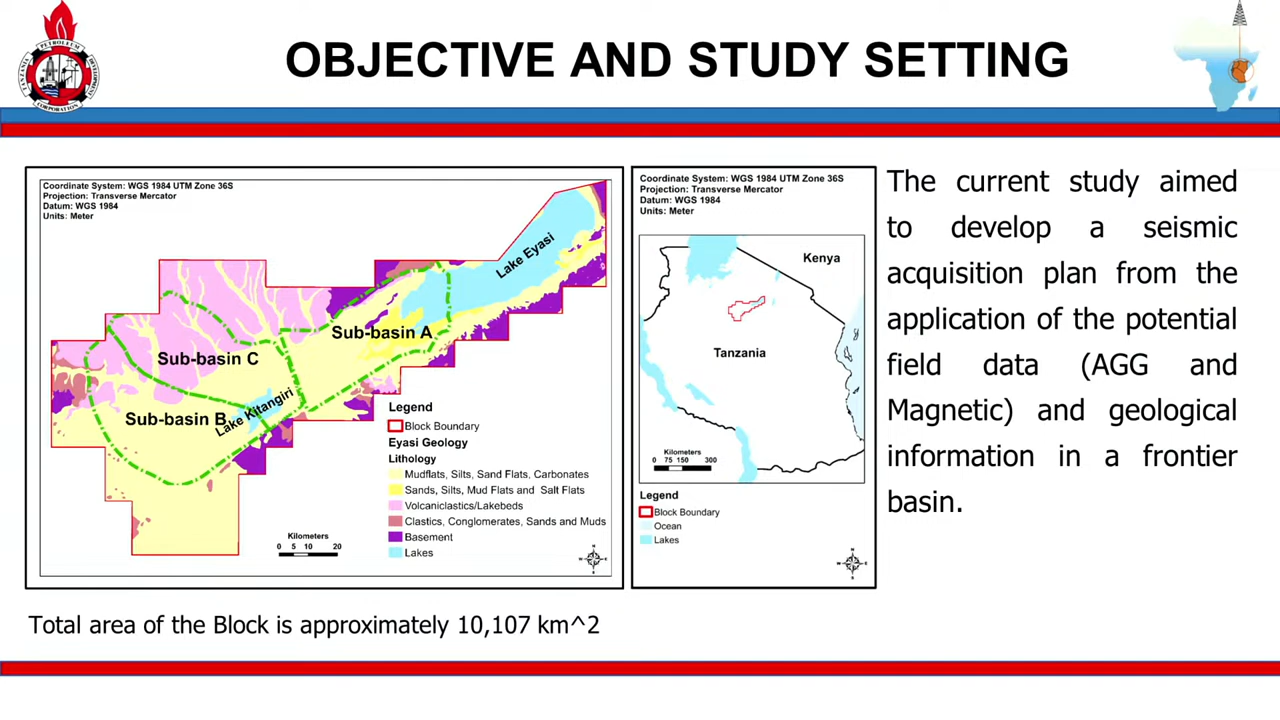 OBJECTIVE AND STUDY SETTING
TANZANIA PETROLEUM DEVELOPMENT CORPORATION
Coordinate System: WGS 1984 UTM Zone 36S
Projection: Transverse Mercator
Datum: WGS 1984
Units: Meter
Lake Eyasi
Sub-basin A
Sub-basin C
Sub-basin B
Lake Kitangiri
Legend
Block Boundary
Eyasi Geology
Lithology
Mudflats, Silts, Sand Flats, Carbonates
Sands, Silts, Mud Flats and Salt Flats
Volcaniclastics/Lakebeds
Clastics, Conglomerates, Sands and Muds
Basement
Lakes
Kilometers
0 5 10 20
N
W E
S
Coordinate System: WGS 1984 UTM Zone 36S
Projection: Transverse Mercator
Datum: WGS 1984
Units: Meter
Kenya
Tanzania
Kilometers
0 75 150 300
Legend
Block Boundary
Ocean
Lakes
N
W E
S
The current study aimed
to develop a seismic
acquisition plan from the
application of the potential
field data (AGG and
Magnetic) and geological
information in a frontier
basin.
Total area of the Block is approximately 10,107 km^2